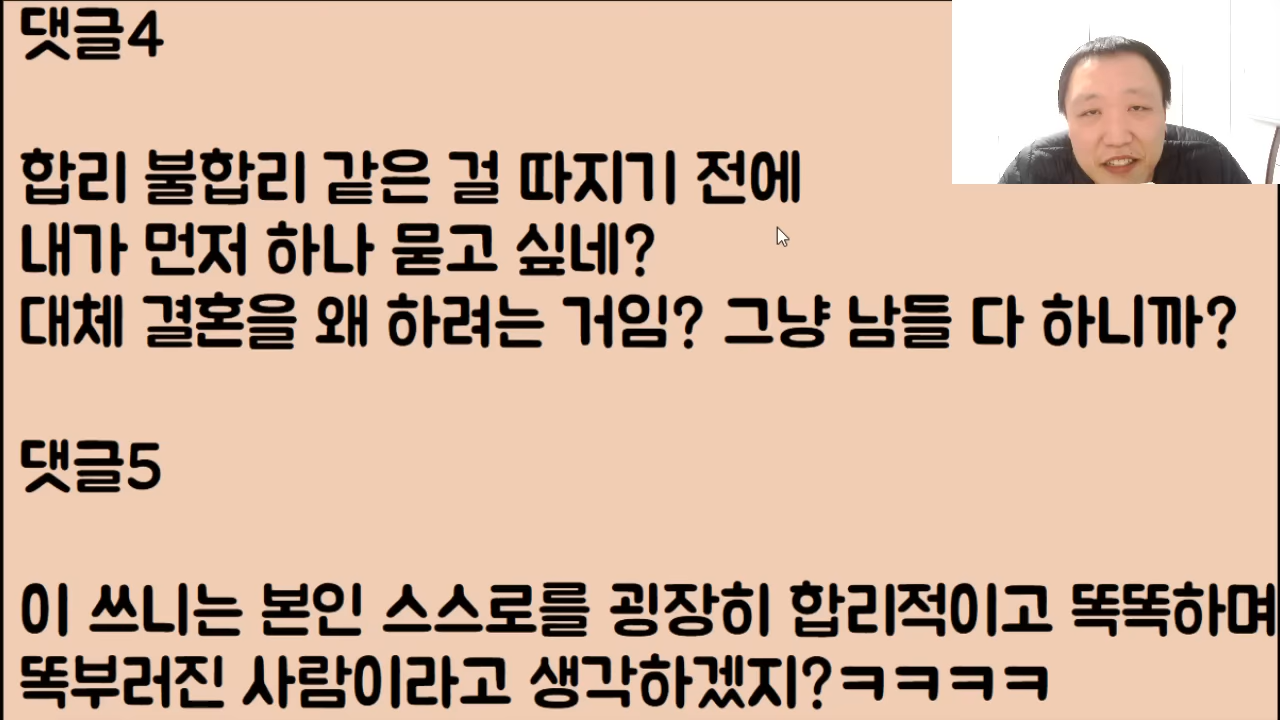 댓글4
합리 불합리 같은 걸 따지기 전에
내가 먼저 하나 묻고 싶네?
대체 결혼을 왜 하려는 거임? 그냥 남들 다 하니까?
댓글5
이 쓰니는 본인 스스로를 굉장히 합리적이고 똑똑하며
똑부러진 사람이라고 생각하겠지?ㅋㅋㅋㅋ